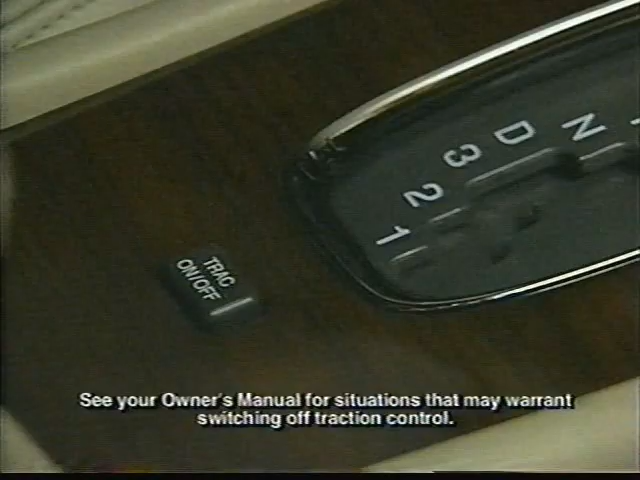 N
D
3
2
1
TRAC
ON/OFF
See your Owner's Manual for situations that may warrant
switching off traction control.